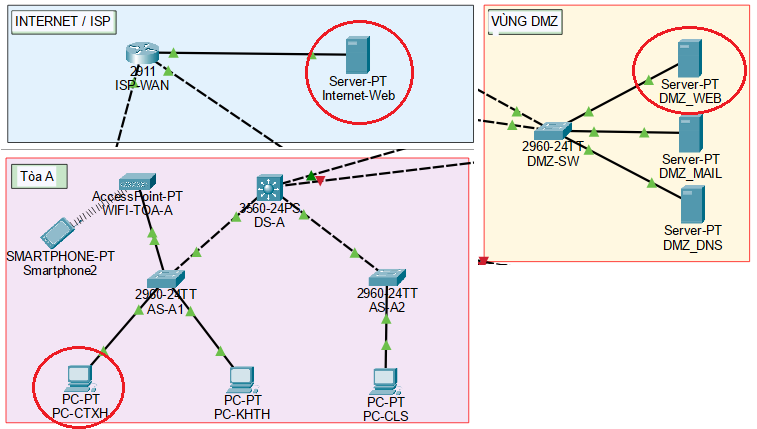 INTERNET / ISP
2911
ISP-WAN
Server-PT
Internet-Web
VÙNG DMZ
Server-PT
DMZ_WEB
2960-24TT
DMZ-SW
Server-PT
DMZ_MAIL
Server-PT
DMZ_DNS
Tòa A
AccessPoint-PT
WIFI-TOA-A
3560-24PS
DS-A
SMARTPHONE-PT
Smartphone2
2960-24TT
AS-A1
2960-24TT
AS-A2
PC-PT
PC-CTXH
PC-PT
PC-KHTH
PC-PT
PC-CLS